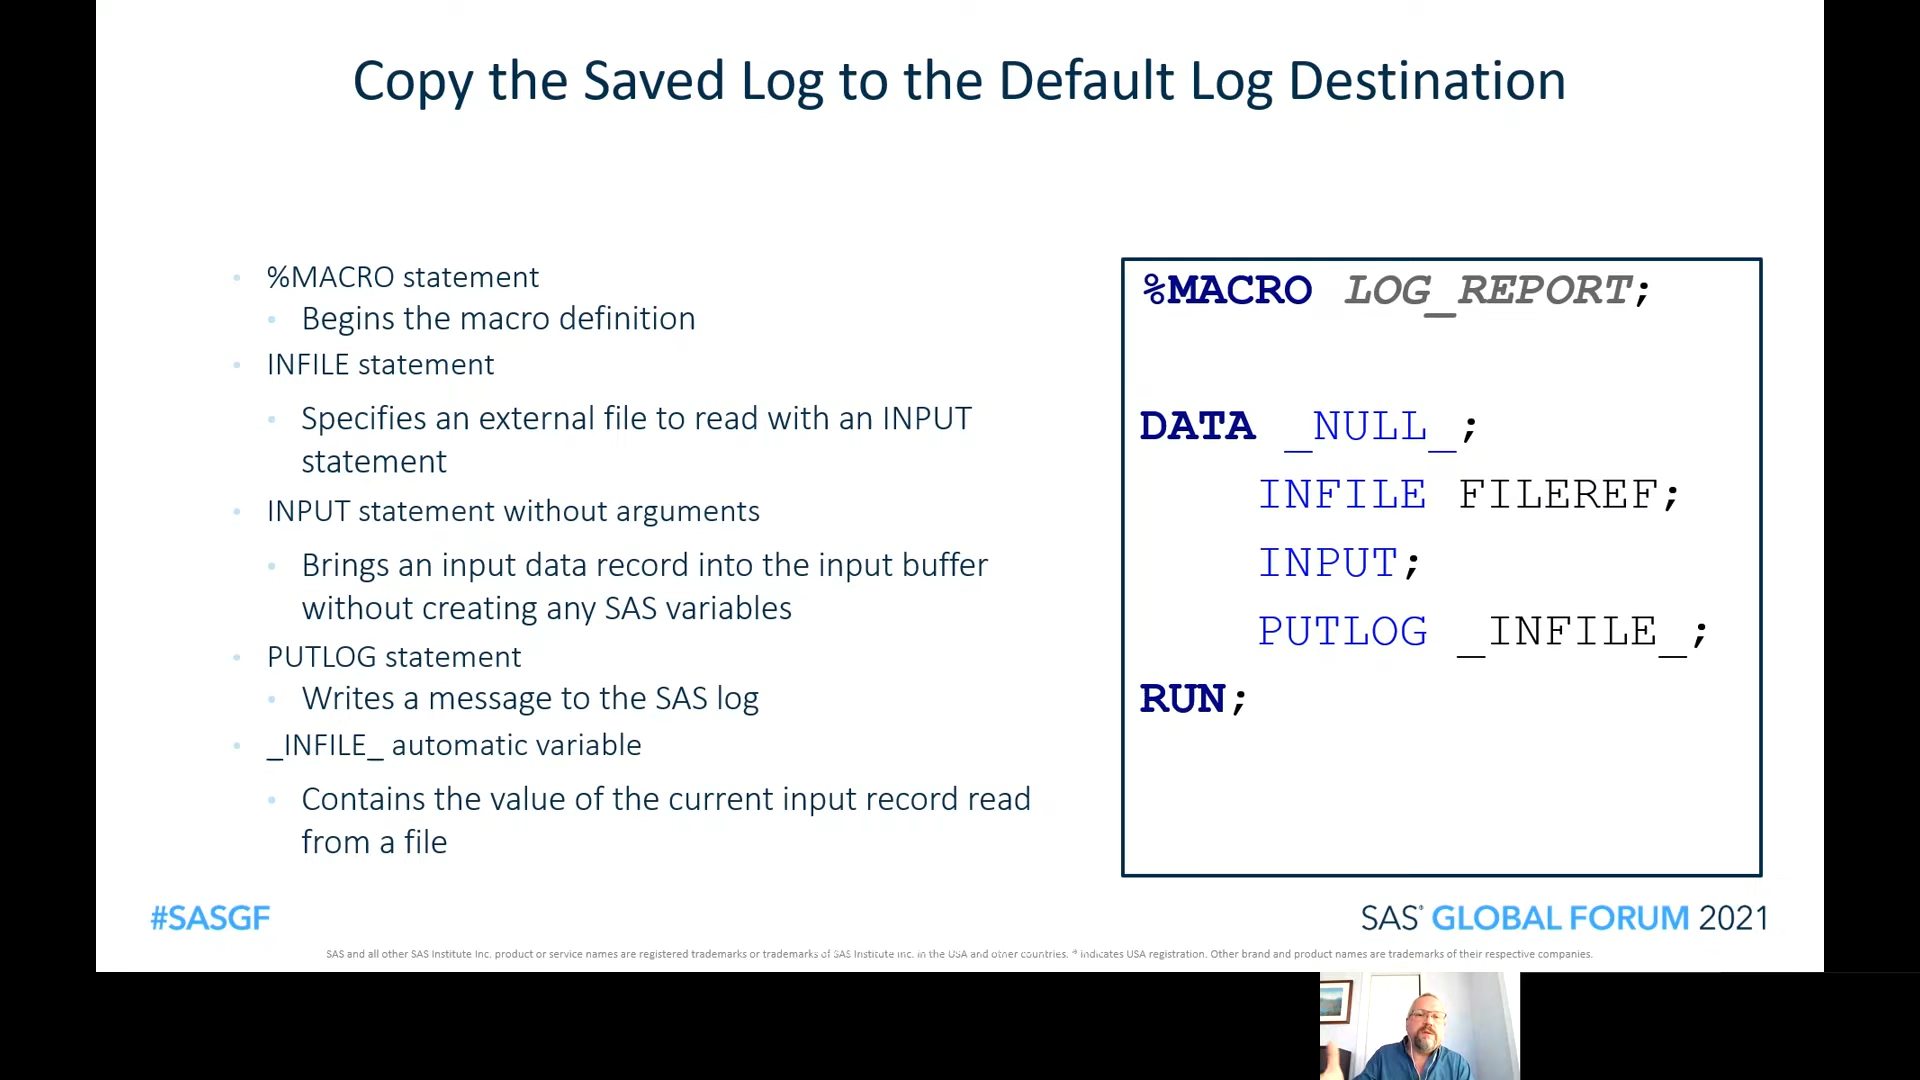 Copy the Saved Log to the Default Log Destination
%MACRO statement
Begins the macro definition
INFILE statement
Specifies an external file to read with an INPUT
statement
INPUT statement without arguments
Brings an input data record into the input buffer
without creating any SAS variables
PUTLOG statement
Writes a message to the SAS log
_INFILE_ automatic variable
Contains the value of the current input record read
from a file
%MACRO LOG_REPORT;
DATA _NULL_;
INFILE FILEREF;
INPUT;
PUTLOG _INFILE_;
RUN;
#SASGF
SAS® GLOBAL FORUM 2021
SAS and all other SAS Institute Inc. product or service names are registered trademarks or trademarks of SAS Institute Inc. in the USA and other countries. ® indicates USA registration. Other brand and product names are trademarks of their respective companies.